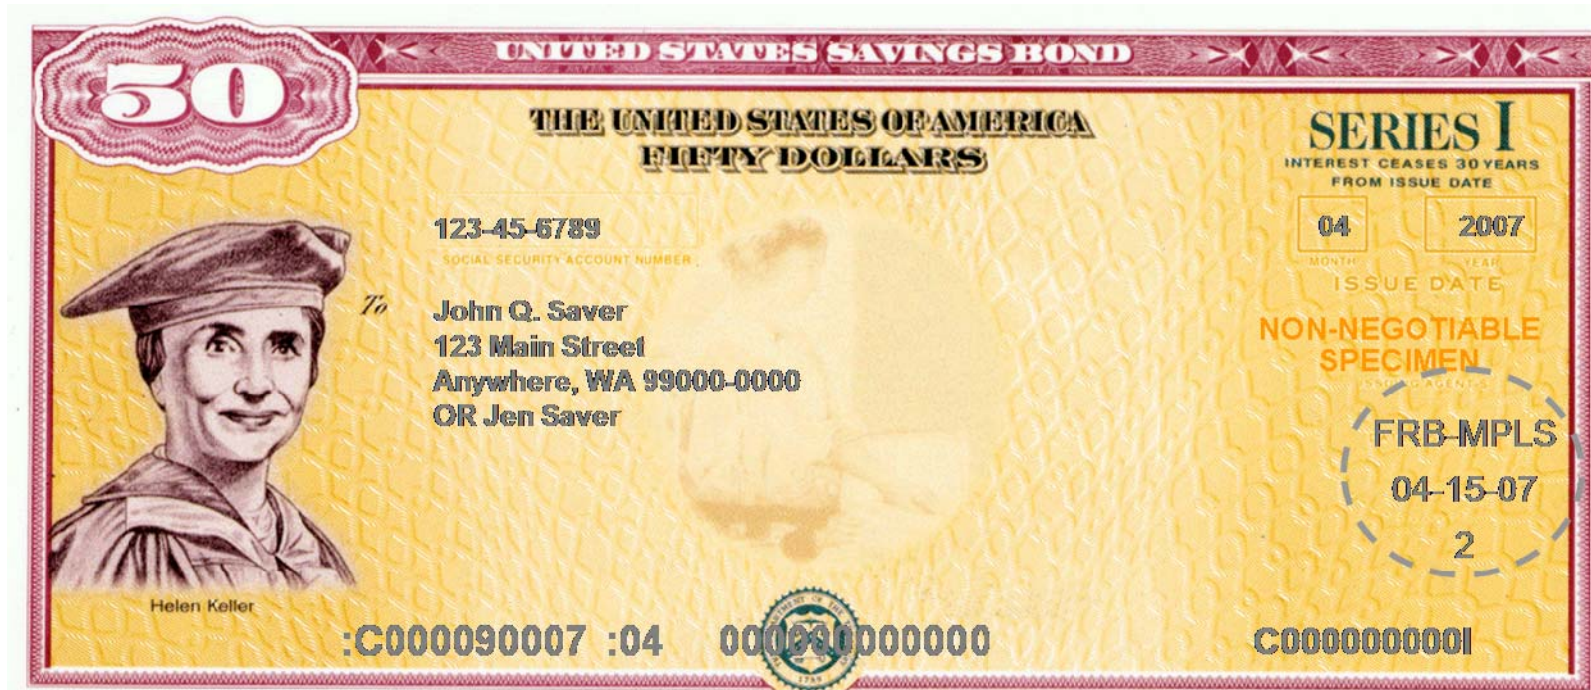 50
UNITED STATES SAVINGS BOND
THE UNITED STATES OF AMERICA
FIFTY DOLLARS
SERIES I
INTEREST CEASES 30 YEARS
FROM ISSUE DATE
123-45-6789
SOCIAL SECURITY ACCOUNT NUMBER
04 2007
MONTH YEAR
ISSUE DATE
To
John Q. Saver
123 Main Street
Anywhere, WA 99000-0000
OR Jen Saver
NON-NEGOTIABLE
SPECIMEN
FRB-MPLS
04-15-07
2
Helen Keller
:C000090007 :04 000000000000 C000000000I
1789